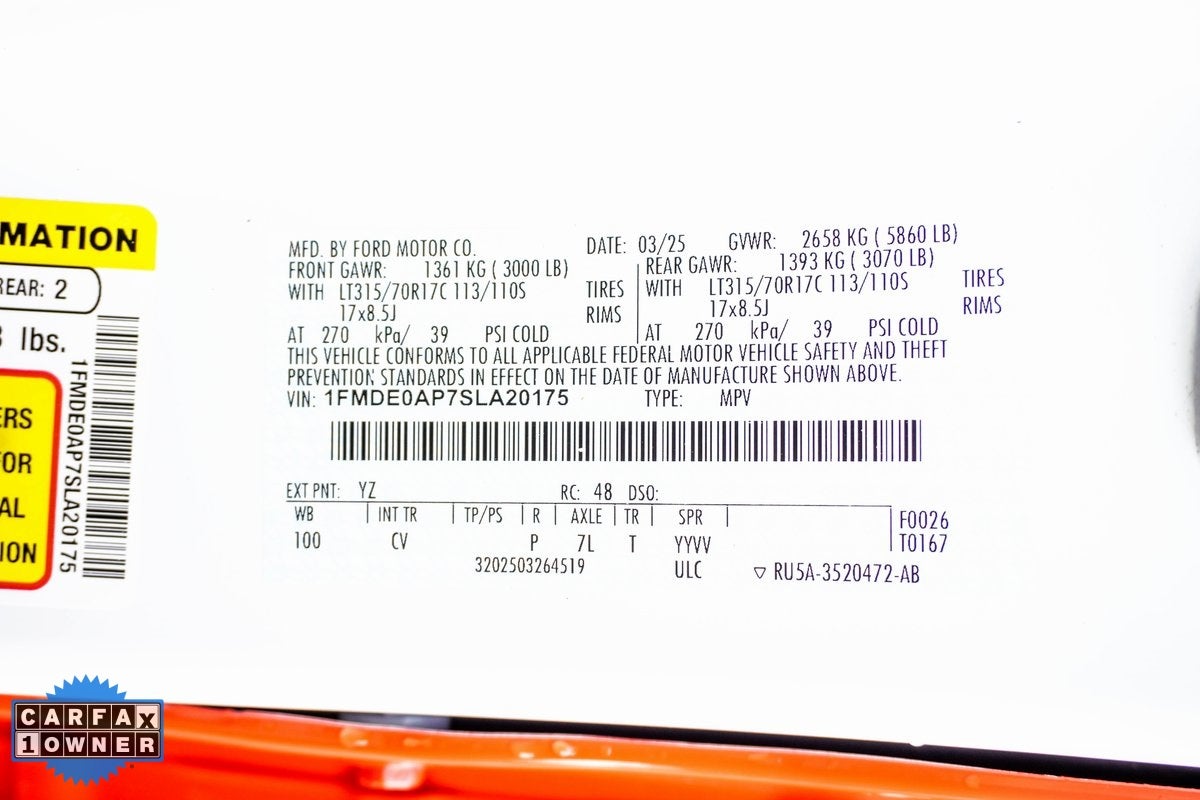 MATION
REAR: 2
lbs.
1FMDE0AP7SLA20175
ERS
FOR
AL
ION
MFD. BY FORD MOTOR CO. DATE: 03/25 GVWR: 2658 KG ( 5860 LB)
FRONT GAWR: 1361 KG ( 3000 LB) REAR GAWR: 1393 KG ( 3070 LB)
WITH LT315/70R17C 113/110S TIRES WITH LT315/70R17C 113/110S TIRES
17x8.5J RIMS 17x8.5J RIMS
AT 270 kPa/ 39 PSI COLD AT 270 kPa/ 39 PSI COLD
THIS VEHICLE CONFORMS TO ALL APPLICABLE FEDERAL MOTOR VEHICLE SAFETY AND THEFT
PREVENTION STANDARDS IN EFFECT ON THE DATE OF MANUFACTURE SHOWN ABOVE.
VIN: 1FMDE0AP7SLA20175 TYPE: MPV
EXT PNT: YZ RC: 48 DSO:
WB INT TR TP/PS R AXLE TR SPR F0026
100 CV P 7L T YYVV T0167
3202503264519 ULC ▽ RU5A-3520472-AB
CARFAX
1 OWNER